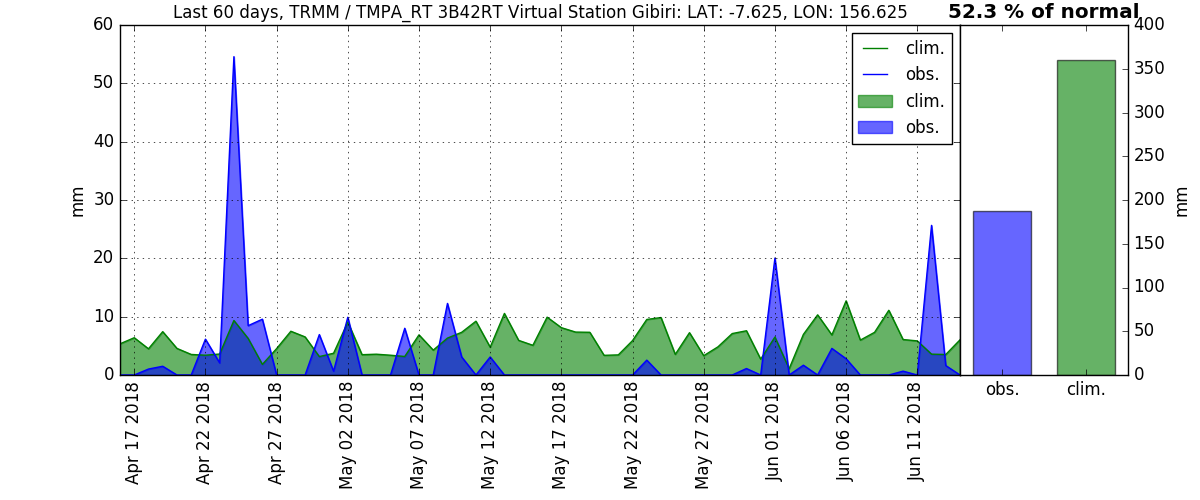 Last 60 days, TRMM / TMPA_RT 3B42RT Virtual Station Gibiri: LAT: -7.625, LON: 156.625
52.3 % of normal
60
50
40
30
20
10
0
mm
clim.
obs.
clim.
obs.
400
350
300
250
200
150
100
50
0
mm
Apr 17 2018
Apr 22 2018
Apr 27 2018
May 02 2018
May 07 2018
May 12 2018
May 17 2018
May 22 2018
May 27 2018
Jun 01 2018
Jun 06 2018
Jun 11 2018
obs.
clim.